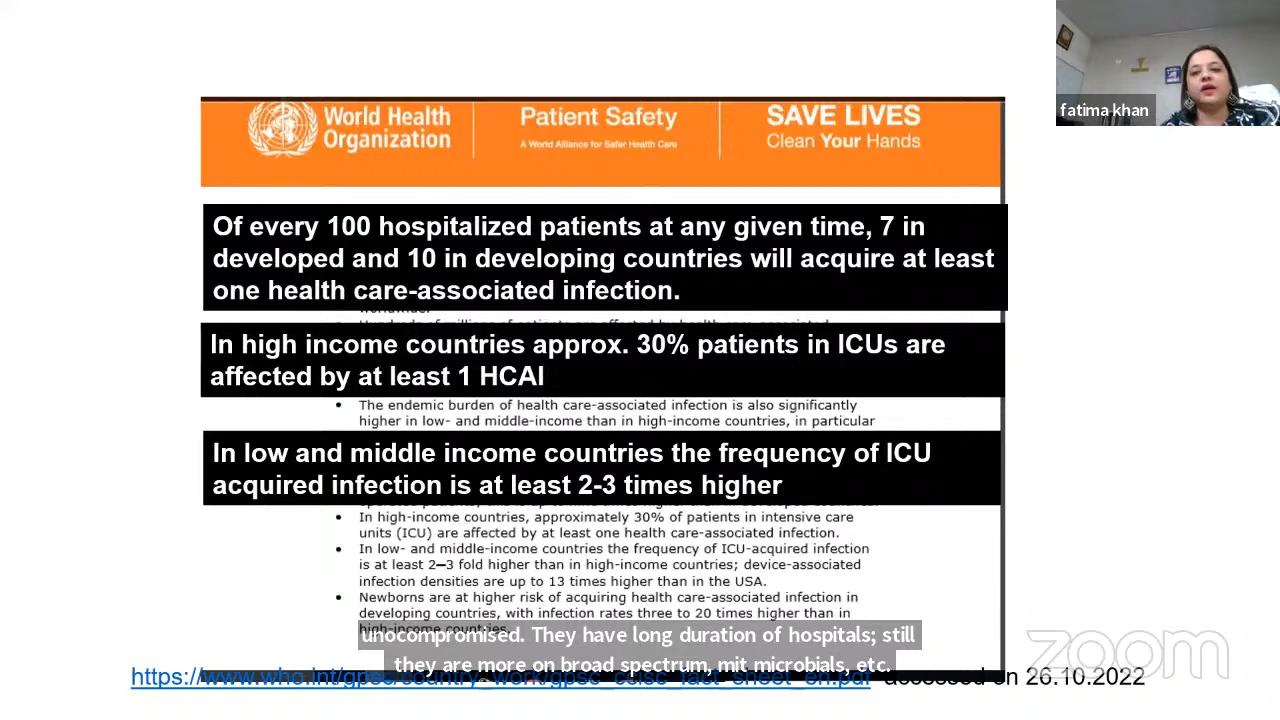 World Health
Organization
Patient Safety
A World Alliance for Safer Health Care
SAVE LIVES
Clean Your Hands
fatima khan
Of every 100 hospitalized patients at any given time, 7 in
developed and 10 in developing countries will acquire at least
one health care-associated infection.
In high income countries approx. 30% patients in ICUs are
affected by at least 1 HCAI
• The endemic burden of health care-associated infection is also significantly
higher in low- and middle-income than in high-income countries, in particular
In low and middle income countries the frequency of ICU
acquired infection is at least 2-3 times higher
• In high-income countries, approximately 30% of patients in intensive care
units (ICU) are affected by at least one health care-associated infection.
• In low- and middle-income countries the frequency of ICU-acquired infection
is at least 2–3 fold higher than in high-income countries; device-associated
infection densities are up to 13 times higher than in the USA.
• Newborns are at higher risk of acquiring health care-associated infection in
developing countries, with infection rates three to 20 times higher than in
high-income countries.
unocompromised. They have long duration of hospitals; still
they are more on broad spectrum, mit microbials, etc.
https://www.who.int/gpsc/country_work/gpsc_ccisc_fact_sheet_en.pdf accessed on 26.10.2022
zoom